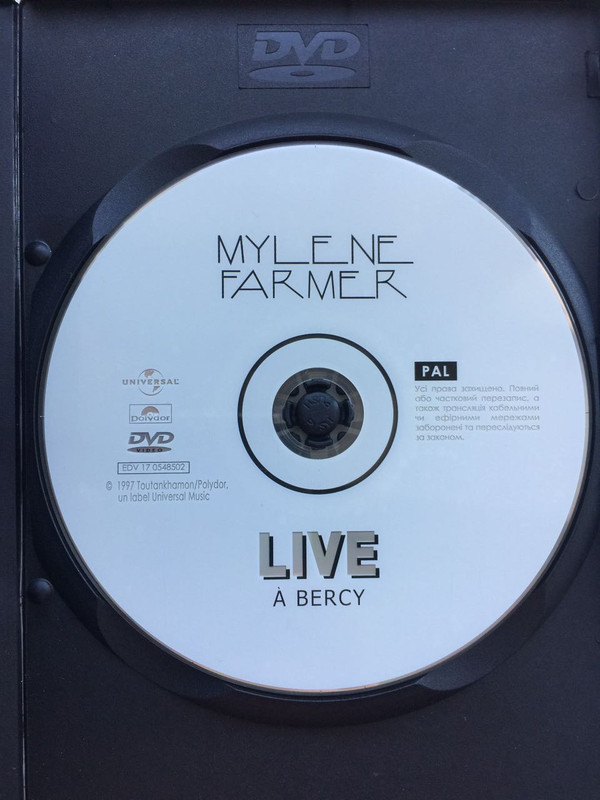 DVD
MYLENE
FARMER
UNIVERSAL
Polydor
DVD
VIDEO
EDV 17 0548502
© 1997 Toutankhamon/Polydor,
un label Universal Music
PAL
Усі права захищено. Повний
або частковий перезапис, а
також трансляція кабельними
чи ефірними мережами
заборонені та переслідуються
за законом.
LIVE
À BERCY